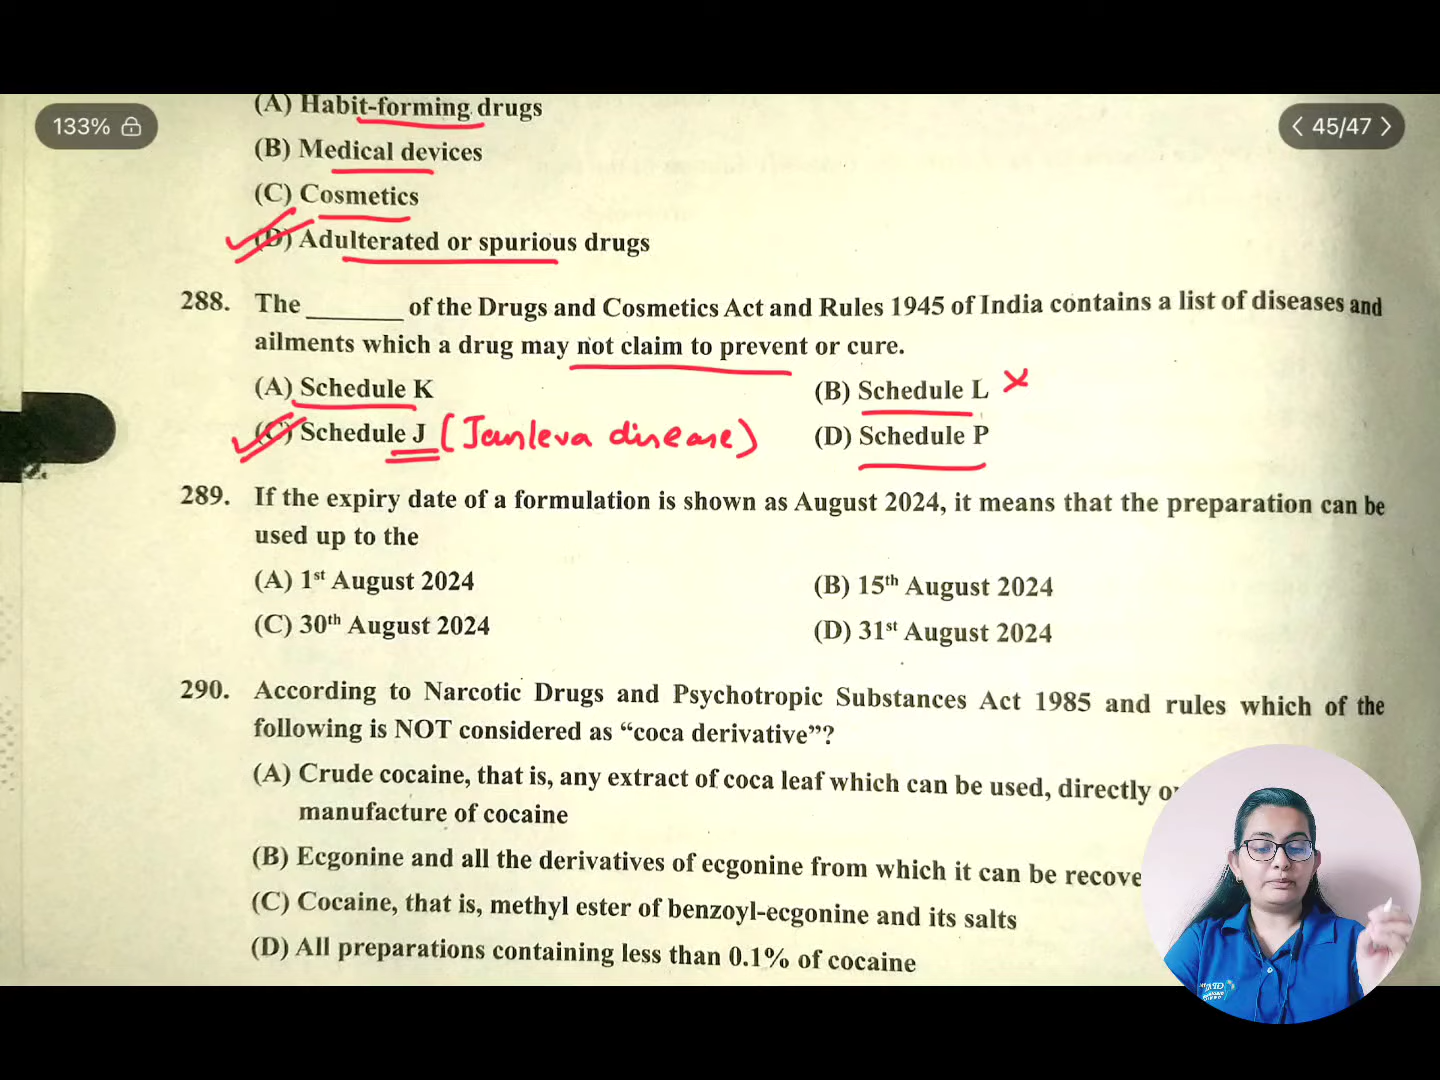 (A) Habit-forming drugs
133%
45/47
(B) Medical devices
(C) Cosmetics
(D) Adulterated or spurious drugs
288. The _______ of the Drugs and Cosmetics Act and Rules 1945 of India contains a list of diseases and
ailments which a drug may not claim to prevent or cure.
(A) Schedule K (B) Schedule L ×
(C) Schedule J (Janleva disease) (D) Schedule P
289. If the expiry date of a formulation is shown as August 2024, it means that the preparation can be
used up to the
(A) 1st August 2024 (B) 15th August 2024
(C) 30th August 2024 (D) 31st August 2024
290. According to Narcotic Drugs and Psychotropic Substances Act 1985 and rules which of the
following is NOT considered as “coca derivative”?
(A) Crude cocaine, that is, any extract of coca leaf which can be used, directly
manufacture of cocaine
(B) Ecgonine and all the derivatives of ecgonine from which it can be
(C) Cocaine, that is, methyl ester of benzoyl-ecgonine and its salts
(D) All preparations containing less than 0.1% of cocaine